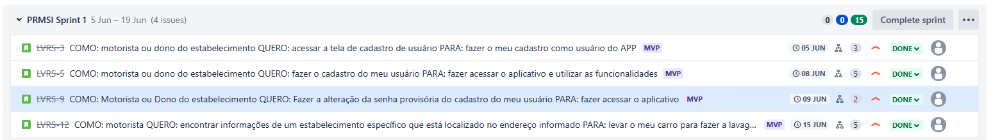 PRMSI Sprint 1 5 Jun – 19 Jun (4 issues) 0 0 15 Complete sprint
LVRS-3 COMO: motorista ou dono do estabelecimento QUERO: acessar a tela de cadastro de usuário PARA: fazer o meu cadastro como usuário do APP MVP 05 JUN 3 DONE
LVRS-5 COMO: motorista ou dono do estabelecimento QUERO: fazer o cadastro do meu usuário PARA: fazer acessar o aplicativo e utilizar as funcionalidades MVP 08 JUN 5 DONE
LVRS-9 COMO: Motorista ou Dono do estabelecimento QUERO: Fazer a alteração da senha provisória do cadastro do meu usuário PARA: fazer acessar o aplicativo MVP 09 JUN 2 DONE
LVRS-12 COMO: motorista QUERO: encontrar informações de um estabelecimento específico que está localizado no endereço informado PARA: levar o meu carro para fazer a lavag... MVP 15 JUN 5 DONE